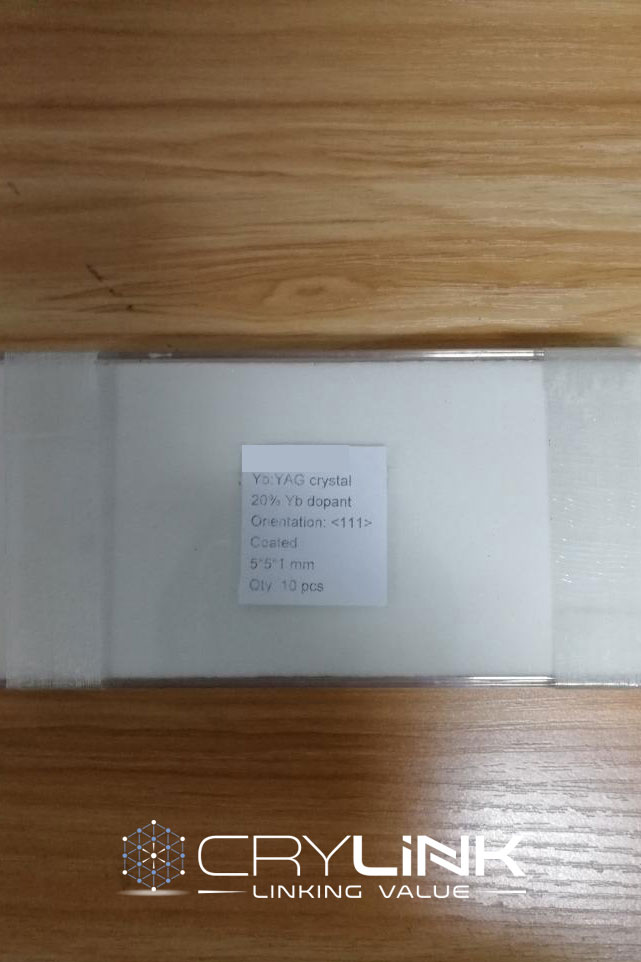 Yb:YAG crystal
20% Yb dopant
Orientation: <111>
Coated
5*5*1 mm
Qty: 10 pcs
CRYLiNK
LINKING VALUE